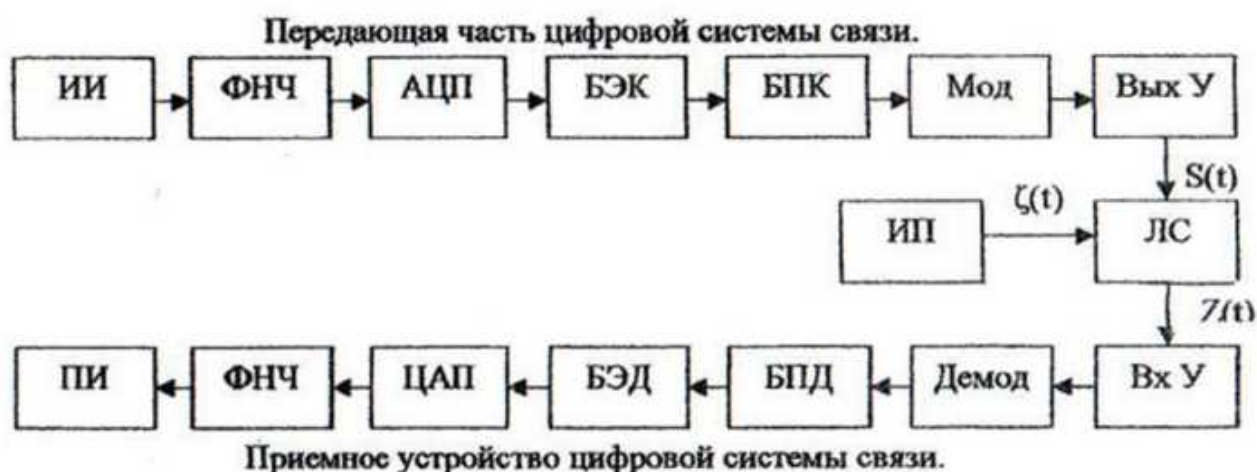 Передающая часть цифровой системы связи.
ИИ ФНЧ АЦП БЭК БПК Мод Вых У
S(t)
ζ(t)
ИП ЛС
Z(t)
ПИ ФНЧ ЦАП БЭД БПД Демод Вх У
Приемное устройство цифровой системы связи.